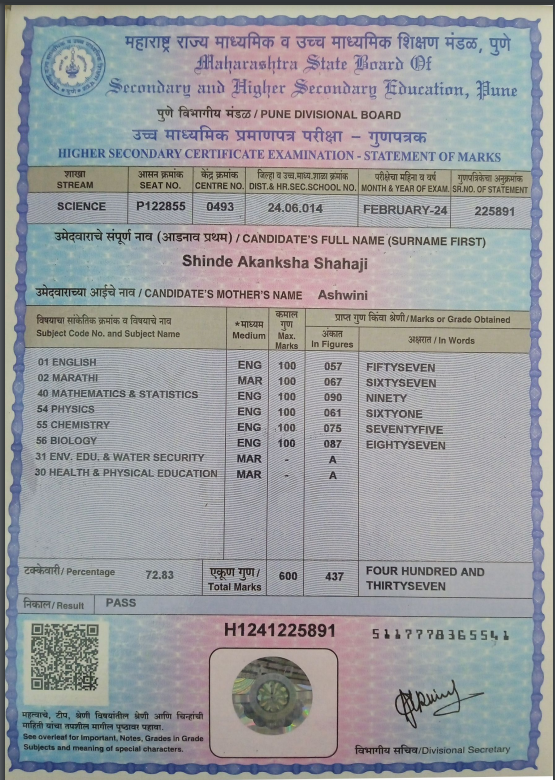 महाराष्ट्र राज्य माध्यमिक व उच्च माध्यमिक शिक्षण मंडळ, पुणे
Maharashtra State Board Of
Secondary and Higher Secondary Education, Pune
पुणे विभागीय मंडळ / PUNE DIVISIONAL BOARD
उच्च माध्यमिक प्रमाणपत्र परीक्षा – गुणपत्रक
HIGHER SECONDARY CERTIFICATE EXAMINATION - STATEMENT OF MARKS
शाखा आसन क्रमांक केंद्र क्रमांक जिल्हा व उच्च.माध्य.शाळा क्रमांक परीक्षेचा महिना व वर्ष गुणपत्रिकेचा अनुक्रमांक
STREAM SEAT NO. CENTRE NO. DIST.& HR.SEC.SCHOOL NO. MONTH & YEAR OF EXAM. SR.NO. OF STATEMENT
SCIENCE P122855 0493 24.06.014 FEBRUARY-24 225891
उमेदवाराचे संपूर्ण नाव (आडनाव प्रथम) / CANDIDATE'S FULL NAME (SURNAME FIRST)
Shinde Akanksha Shahaji
उमेदवाराच्या आईचे नाव / CANDIDATE'S MOTHER'S NAME Ashwini
विषयाचा सांकेतिक क्रमांक व विषयाचे नाव
Subject Code No. and Subject Name
*माध्यम
Medium
कमाल
गुण
Max.
Marks
प्राप्त गुण किंवा श्रेणी/Marks or Grade Obtained
अंकात
In Figures
अक्षरात / In Words
01 ENGLISH ENG 100 057 FIFTYSEVEN
02 MARATHI MAR 100 067 SIXTYSEVEN
40 MATHEMATICS & STATISTICS ENG 100 090 NINETY
54 PHYSICS ENG 100 061 SIXTYONE
55 CHEMISTRY ENG 100 075 SEVENTYFIVE
56 BIOLOGY ENG 100 087 EIGHTYSEVEN
31 ENV. EDU. & WATER SECURITY MAR - A
30 HEALTH & PHYSICAL EDUCATION MAR - A
टक्केवारी/ Percentage 72.83 एकूण गुण/ Total Marks 600 437 FOUR HUNDRED AND
THIRTYSEVEN
निकाल/ Result PASS
H1241225891 5117778365541
महत्वाचे, टीप, श्रेणी विषयांतील श्रेणी आणि चिन्हांची
माहिती यांचा तपशील मागील पृष्ठावर पहावा.
See overleaf for Important, Notes, Grades in Grade
Subjects and meaning of special characters.
विभागीय सचिव/Divisional Secretary